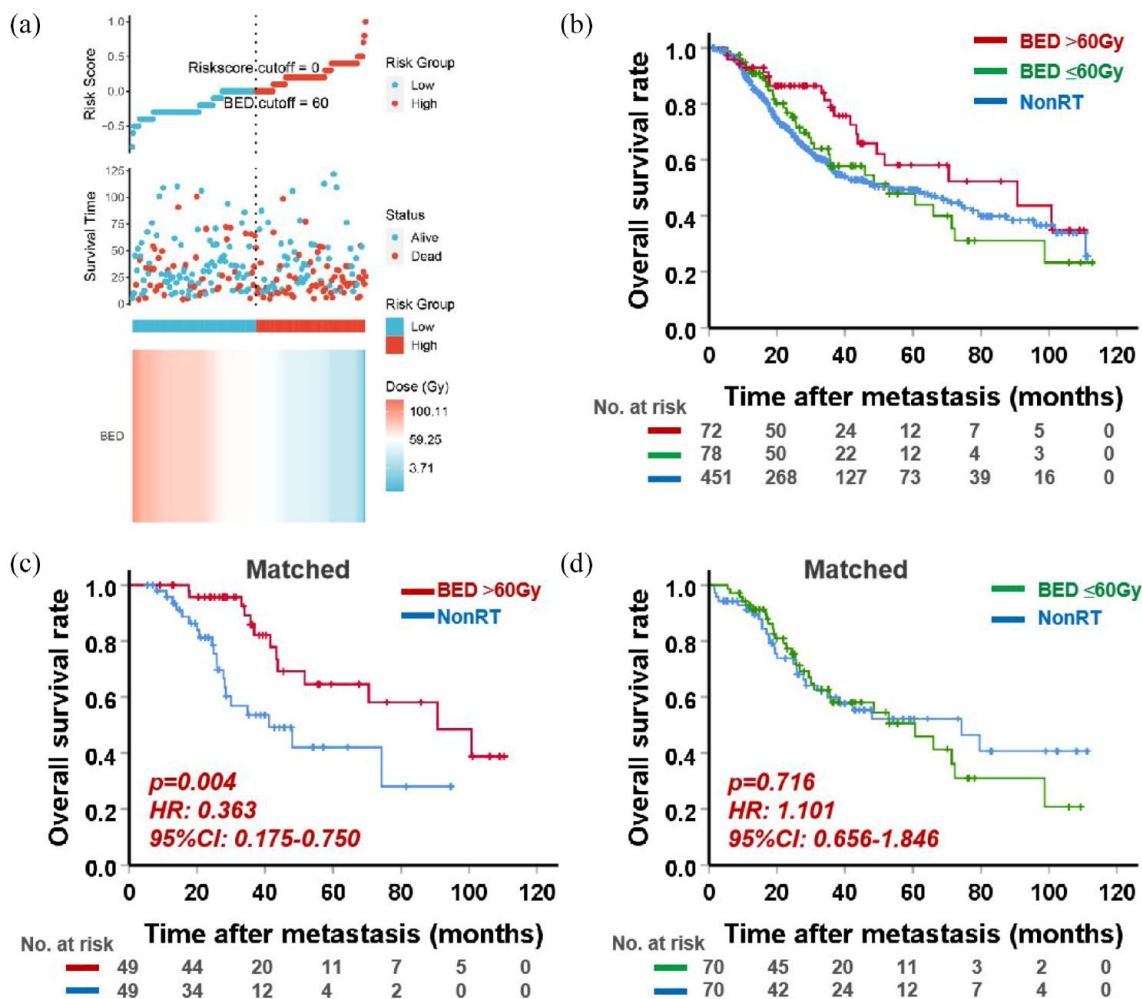 (a)
1.0
0.5
0.0
−0.5
Risk Score
Riskscore cutoff = 0
BED cutoff = 60
Risk Group
Low
High
125
100
75
50
25
0
Survival Time
Status
Alive
Dead
Risk Group
Low
High
BED
Dose (Gy)
100.11
59.25
3.71
(b)
BED >60Gy
BED ≤60Gy
NonRT
Overall survival rate
1.0
0.8
0.6
0.4
0.2
0.0
0 20 40 60 80 100 120
Time after metastasis (months)
No. at risk
72 50 24 12 7 5 0
78 50 22 12 4 3 0
451 268 127 73 39 16 0
(c)
Matched
BED >60Gy
NonRT
Overall survival rate
1.0
0.8
0.6
0.4
0.2
0.0
p=0.004
HR: 0.363
95%CI: 0.175-0.750
0 20 40 60 80 100 120
Time after metastasis (months)
No. at risk
49 44 20 11 7 5 0
49 34 12 4 2 0 0
(d)
Matched
BED ≤60Gy
NonRT
Overall survival rate
1.0
0.8
0.6
0.4
0.2
0.0
p=0.716
HR: 1.101
95%CI: 0.656-1.846
0 20 40 60 80 100 120
Time after metastasis (months)
No. at risk
70 45 20 11 3 2 0
70 42 24 12 7 4 0